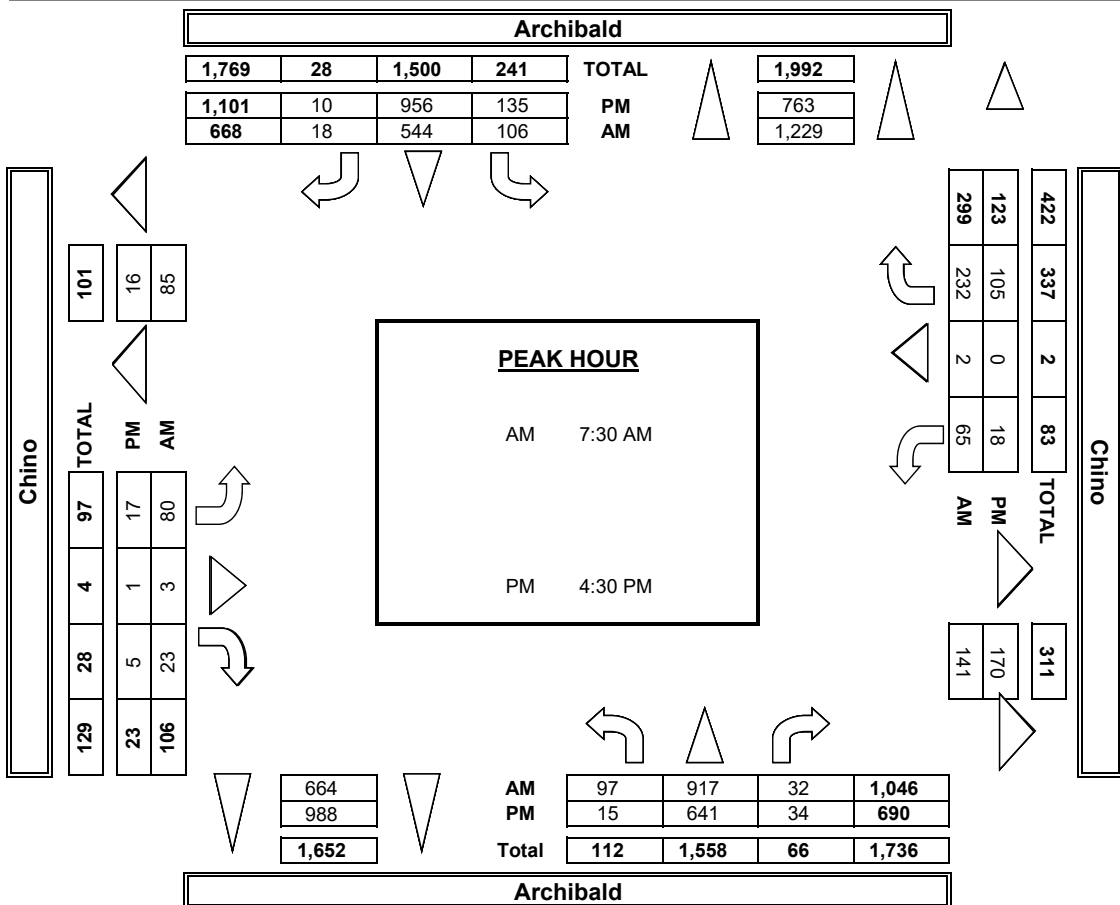 Archibald
1,769 28 1,500 241 TOTAL 1,992
1,101 10 956 135 PM 763
668 18 544 106 AM 1,229
Chino
101 16 85
TOTAL PM AM
97 17 80
4 1 3
28 5 23
129 23 106
PEAK HOUR
AM 7:30 AM
PM 4:30 PM
299 123 422
232 105 337
2 0 2
65 18 83
AM PM TOTAL
141 170 311
Chino
664 AM 97 917 32 1,046
988 PM 15 641 34 690
1,652 Total 112 1,558 66 1,736
Archibald